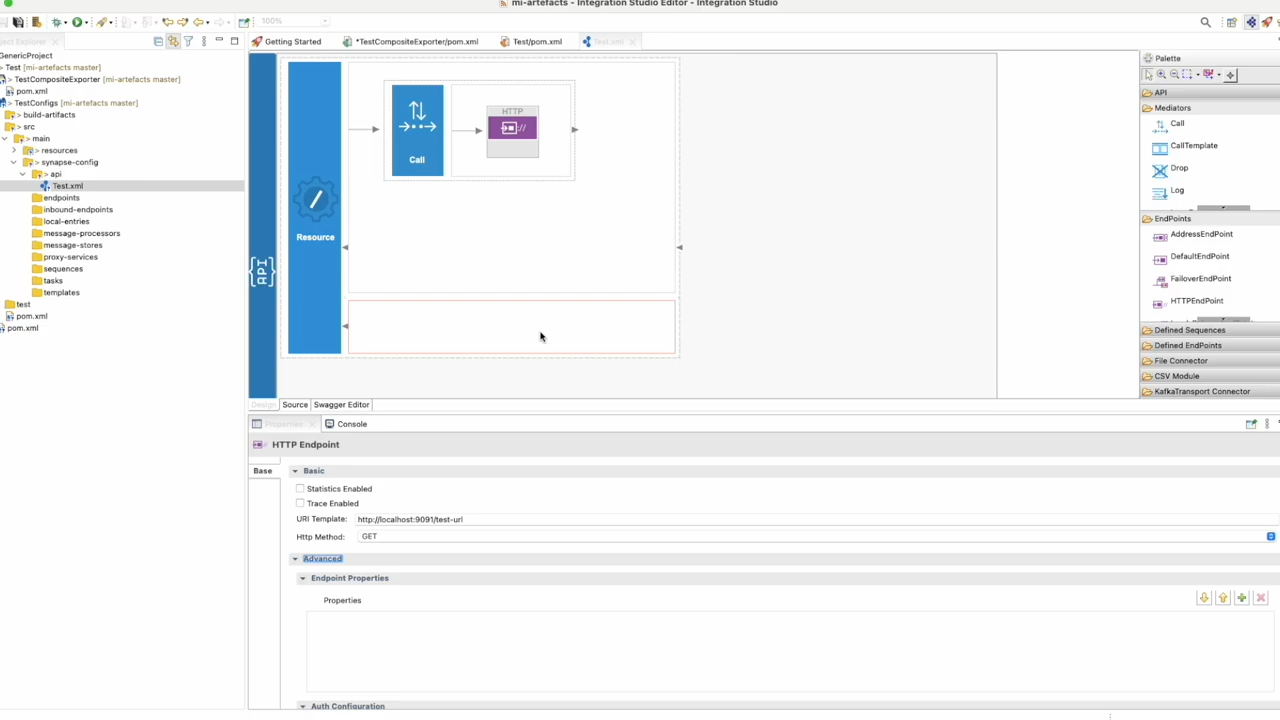 mi-artefacts - Integration Studio Editor - Integration Studio
100%
ject Explorer
Getting Started
*TestCompositeExporter/pom.xml
Test/pom.xml
Test.xml
GenericProject
Test [mi-artefacts master]
TestCompositeExporter [mi-artefacts master]
pom.xml
TestConfigs [mi-artefacts master]
> build-artifacts
> src
> main
> resources
> synapse-config
> api
Test.xml
endpoints
inbound-endpoints
local-entries
message-processors
message-stores
proxy-services
sequences
tasks
templates
test
pom.xml
pom.xml
{API}
Resource
Call
HTTP
://
Palette
API
Mediators
Call
CallTemplate
Drop
Log
EndPoints
AddressEndPoint
DefaultEndPoint
FailoverEndPoint
HTTPEndPoint
Defined Sequences
Defined EndPoints
File Connector
CSV Module
KafkaTransport Connector
Design
Source
Swagger Editor
Properties
Console
HTTP Endpoint
Base
Basic
Statistics Enabled
Trace Enabled
URI Template:
http://localhost:9091/test-url
Http Method:
GET
Advanced
Endpoint Properties
Properties
Auth Configuration